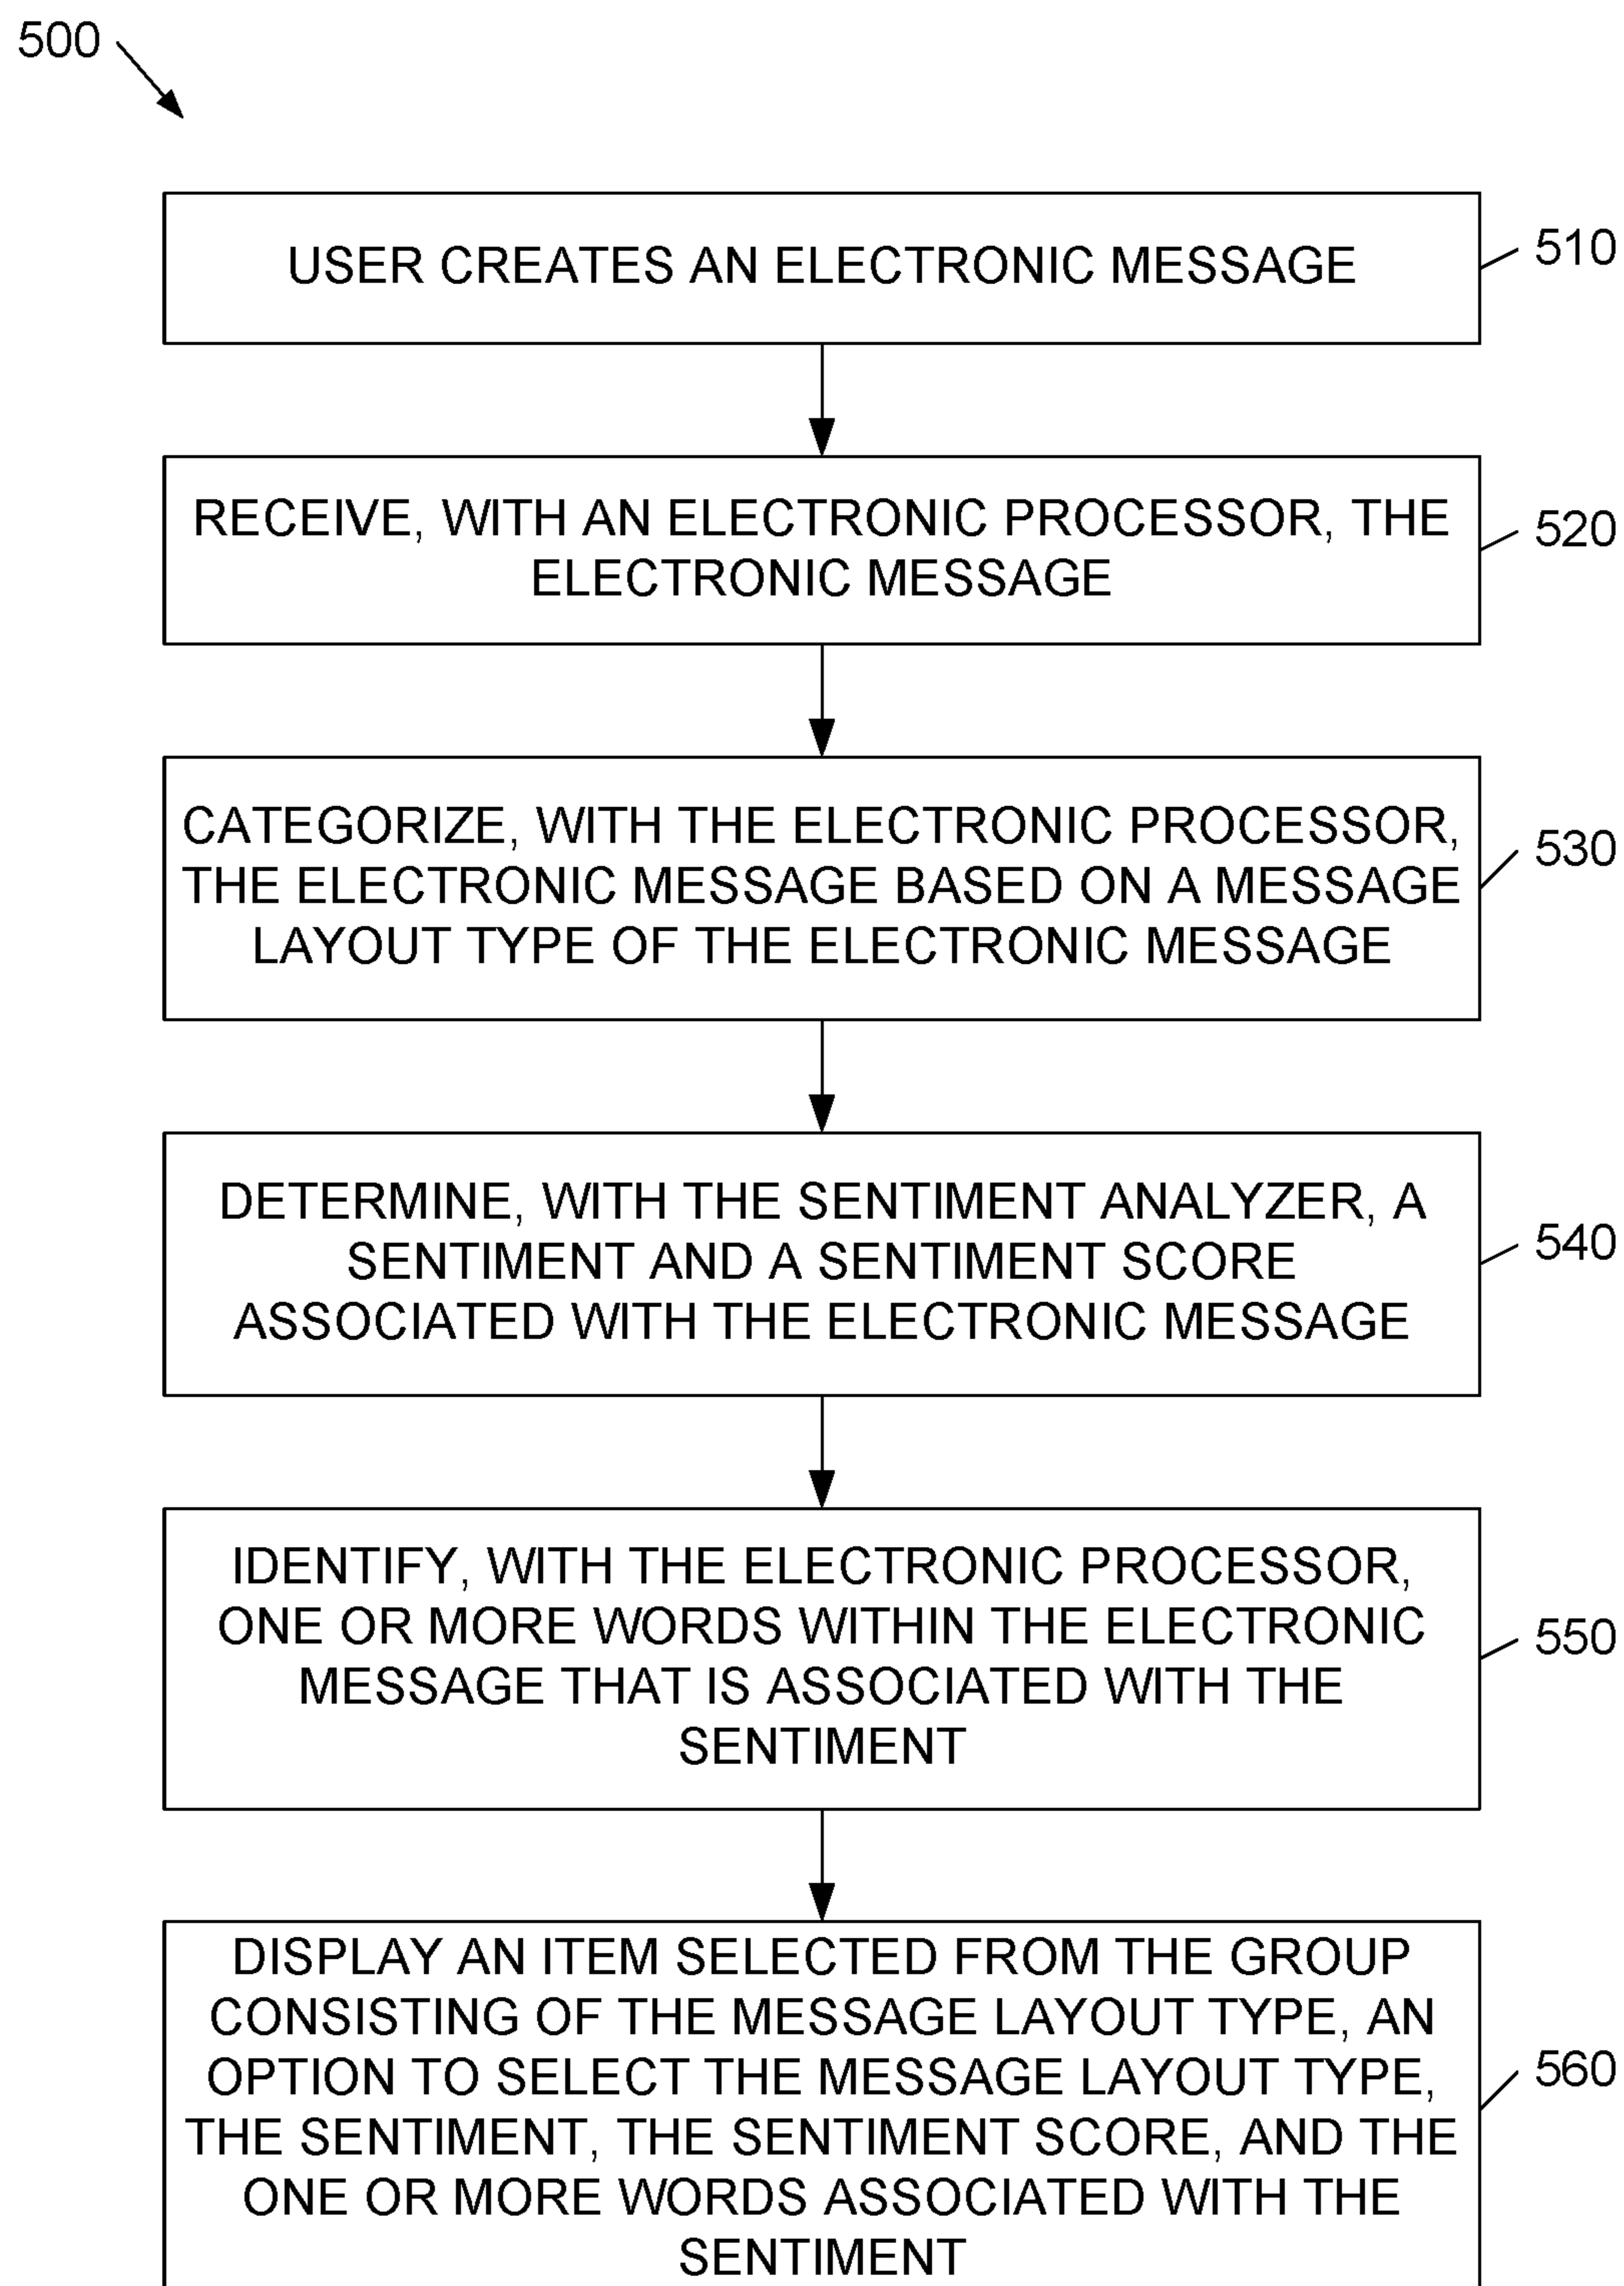 500
USER CREATES AN ELECTRONIC MESSAGE
510
RECEIVE, WITH AN ELECTRONIC PROCESSOR, THE
ELECTRONIC MESSAGE
520
CATEGORIZE, WITH THE ELECTRONIC PROCESSOR,
THE ELECTRONIC MESSAGE BASED ON A MESSAGE
LAYOUT TYPE OF THE ELECTRONIC MESSAGE
530
DETERMINE, WITH THE SENTIMENT ANALYZER, A
SENTIMENT AND A SENTIMENT SCORE
ASSOCIATED WITH THE ELECTRONIC MESSAGE
540
IDENTIFY, WITH THE ELECTRONIC PROCESSOR,
ONE OR MORE WORDS WITHIN THE ELECTRONIC
MESSAGE THAT IS ASSOCIATED WITH THE
SENTIMENT
550
DISPLAY AN ITEM SELECTED FROM THE GROUP
CONSISTING OF THE MESSAGE LAYOUT TYPE, AN
OPTION TO SELECT THE MESSAGE LAYOUT TYPE,
THE SENTIMENT, THE SENTIMENT SCORE, AND THE
ONE OR MORE WORDS ASSOCIATED WITH THE
SENTIMENT
560